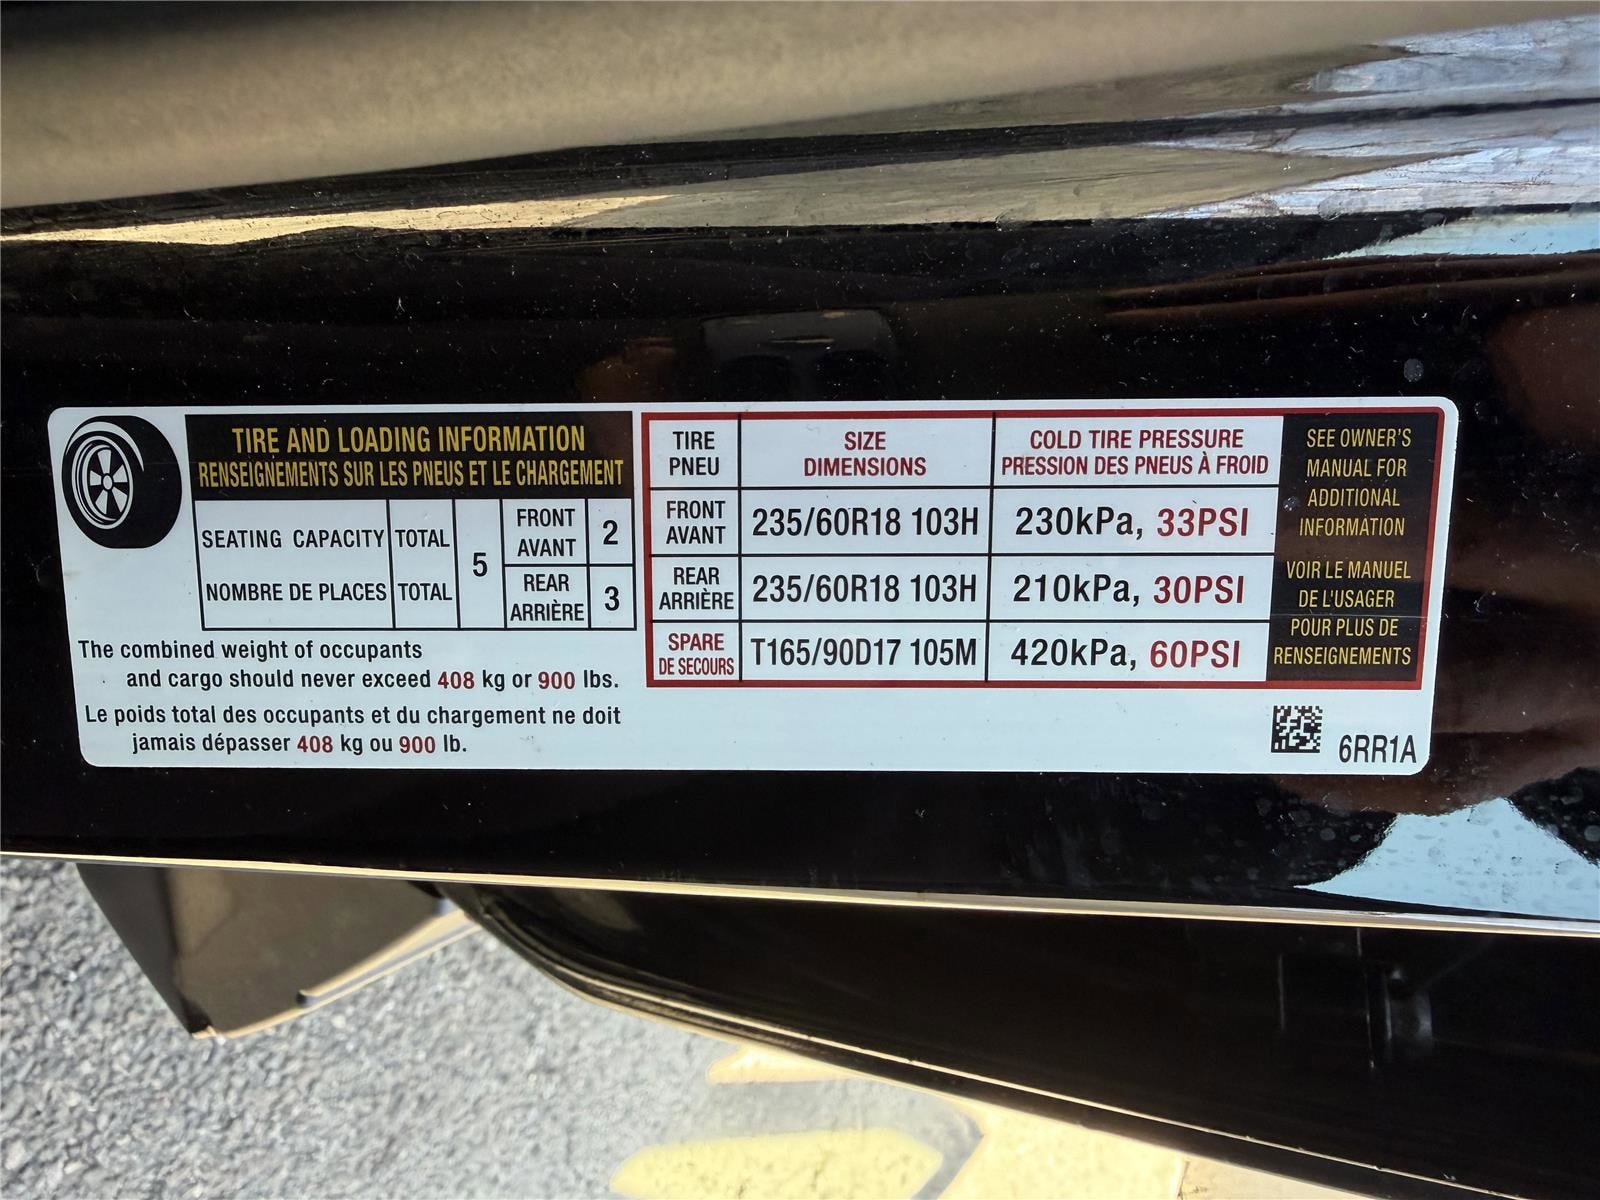 TIRE AND LOADING INFORMATION
RENSEIGNEMENTS SUR LES PNEUS ET LE CHARGEMENT
SEATING CAPACITY TOTAL
NOMBRE DE PLACES TOTAL
5
FRONT
AVANT
2
REAR
ARRIÈRE
3
The combined weight of occupants
and cargo should never exceed 408 kg or 900 lbs.
Le poids total des occupants et du chargement ne doit
jamais dépasser 408 kg ou 900 lb.
TIRE
PNEU
SIZE
DIMENSIONS
COLD TIRE PRESSURE
PRESSION DES PNEUS À FROID
FRONT
AVANT
235/60R18 103H
230kPa, 33PSI
REAR
ARRIÈRE
235/60R18 103H
210kPa, 30PSI
SPARE
DE SECOURS
T165/90D17 105M
420kPa, 60PSI
SEE OWNER'S
MANUAL FOR
ADDITIONAL
INFORMATION
VOIR LE MANUEL
DE L'USAGER
POUR PLUS DE
RENSEIGNEMENTS
6RR1A